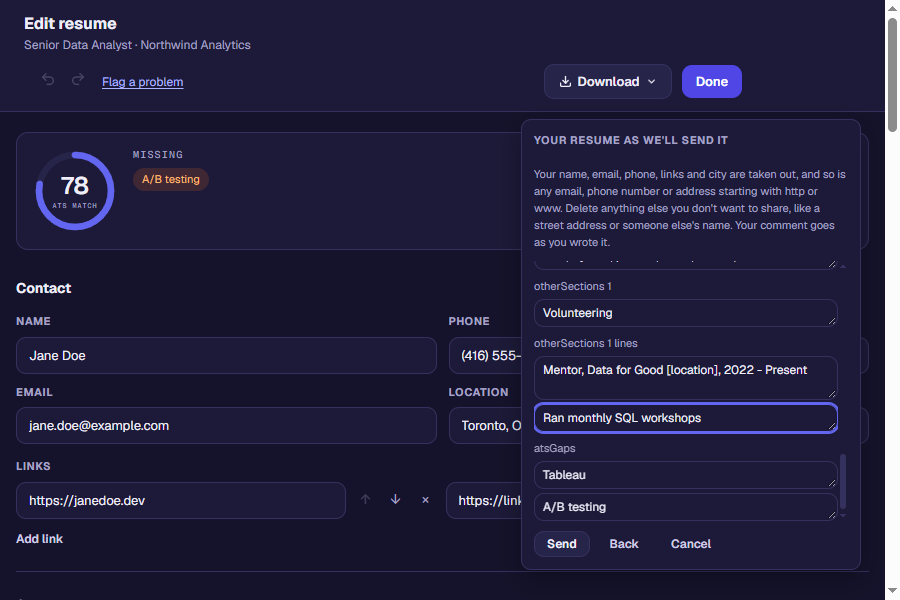 Edit resume
Senior Data Analyst · Northwind Analytics
Flag a problem
Download
Done
78
ATS MATCH
MISSING
A/B testing
YOUR RESUME AS WE'LL SEND IT
Your name, email, phone, links and city are taken out, and so is
any email, phone number or address starting with http or
www. Delete anything else you don't want to share, like a
street address or someone else's name. Your comment goes
as you wrote it.
otherSections 1
Volunteering
otherSections 1 lines
Mentor, Data for Good [location], 2022 - Present
Ran monthly SQL workshops
atsGaps
Tableau
A/B testing
Send
Back
Cancel
Contact
NAME
Jane Doe
PHONE
(416) 555-
EMAIL
jane.doe@example.com
LOCATION
Toronto, O
LINKS
https://janedoe.dev
https://link
Add link